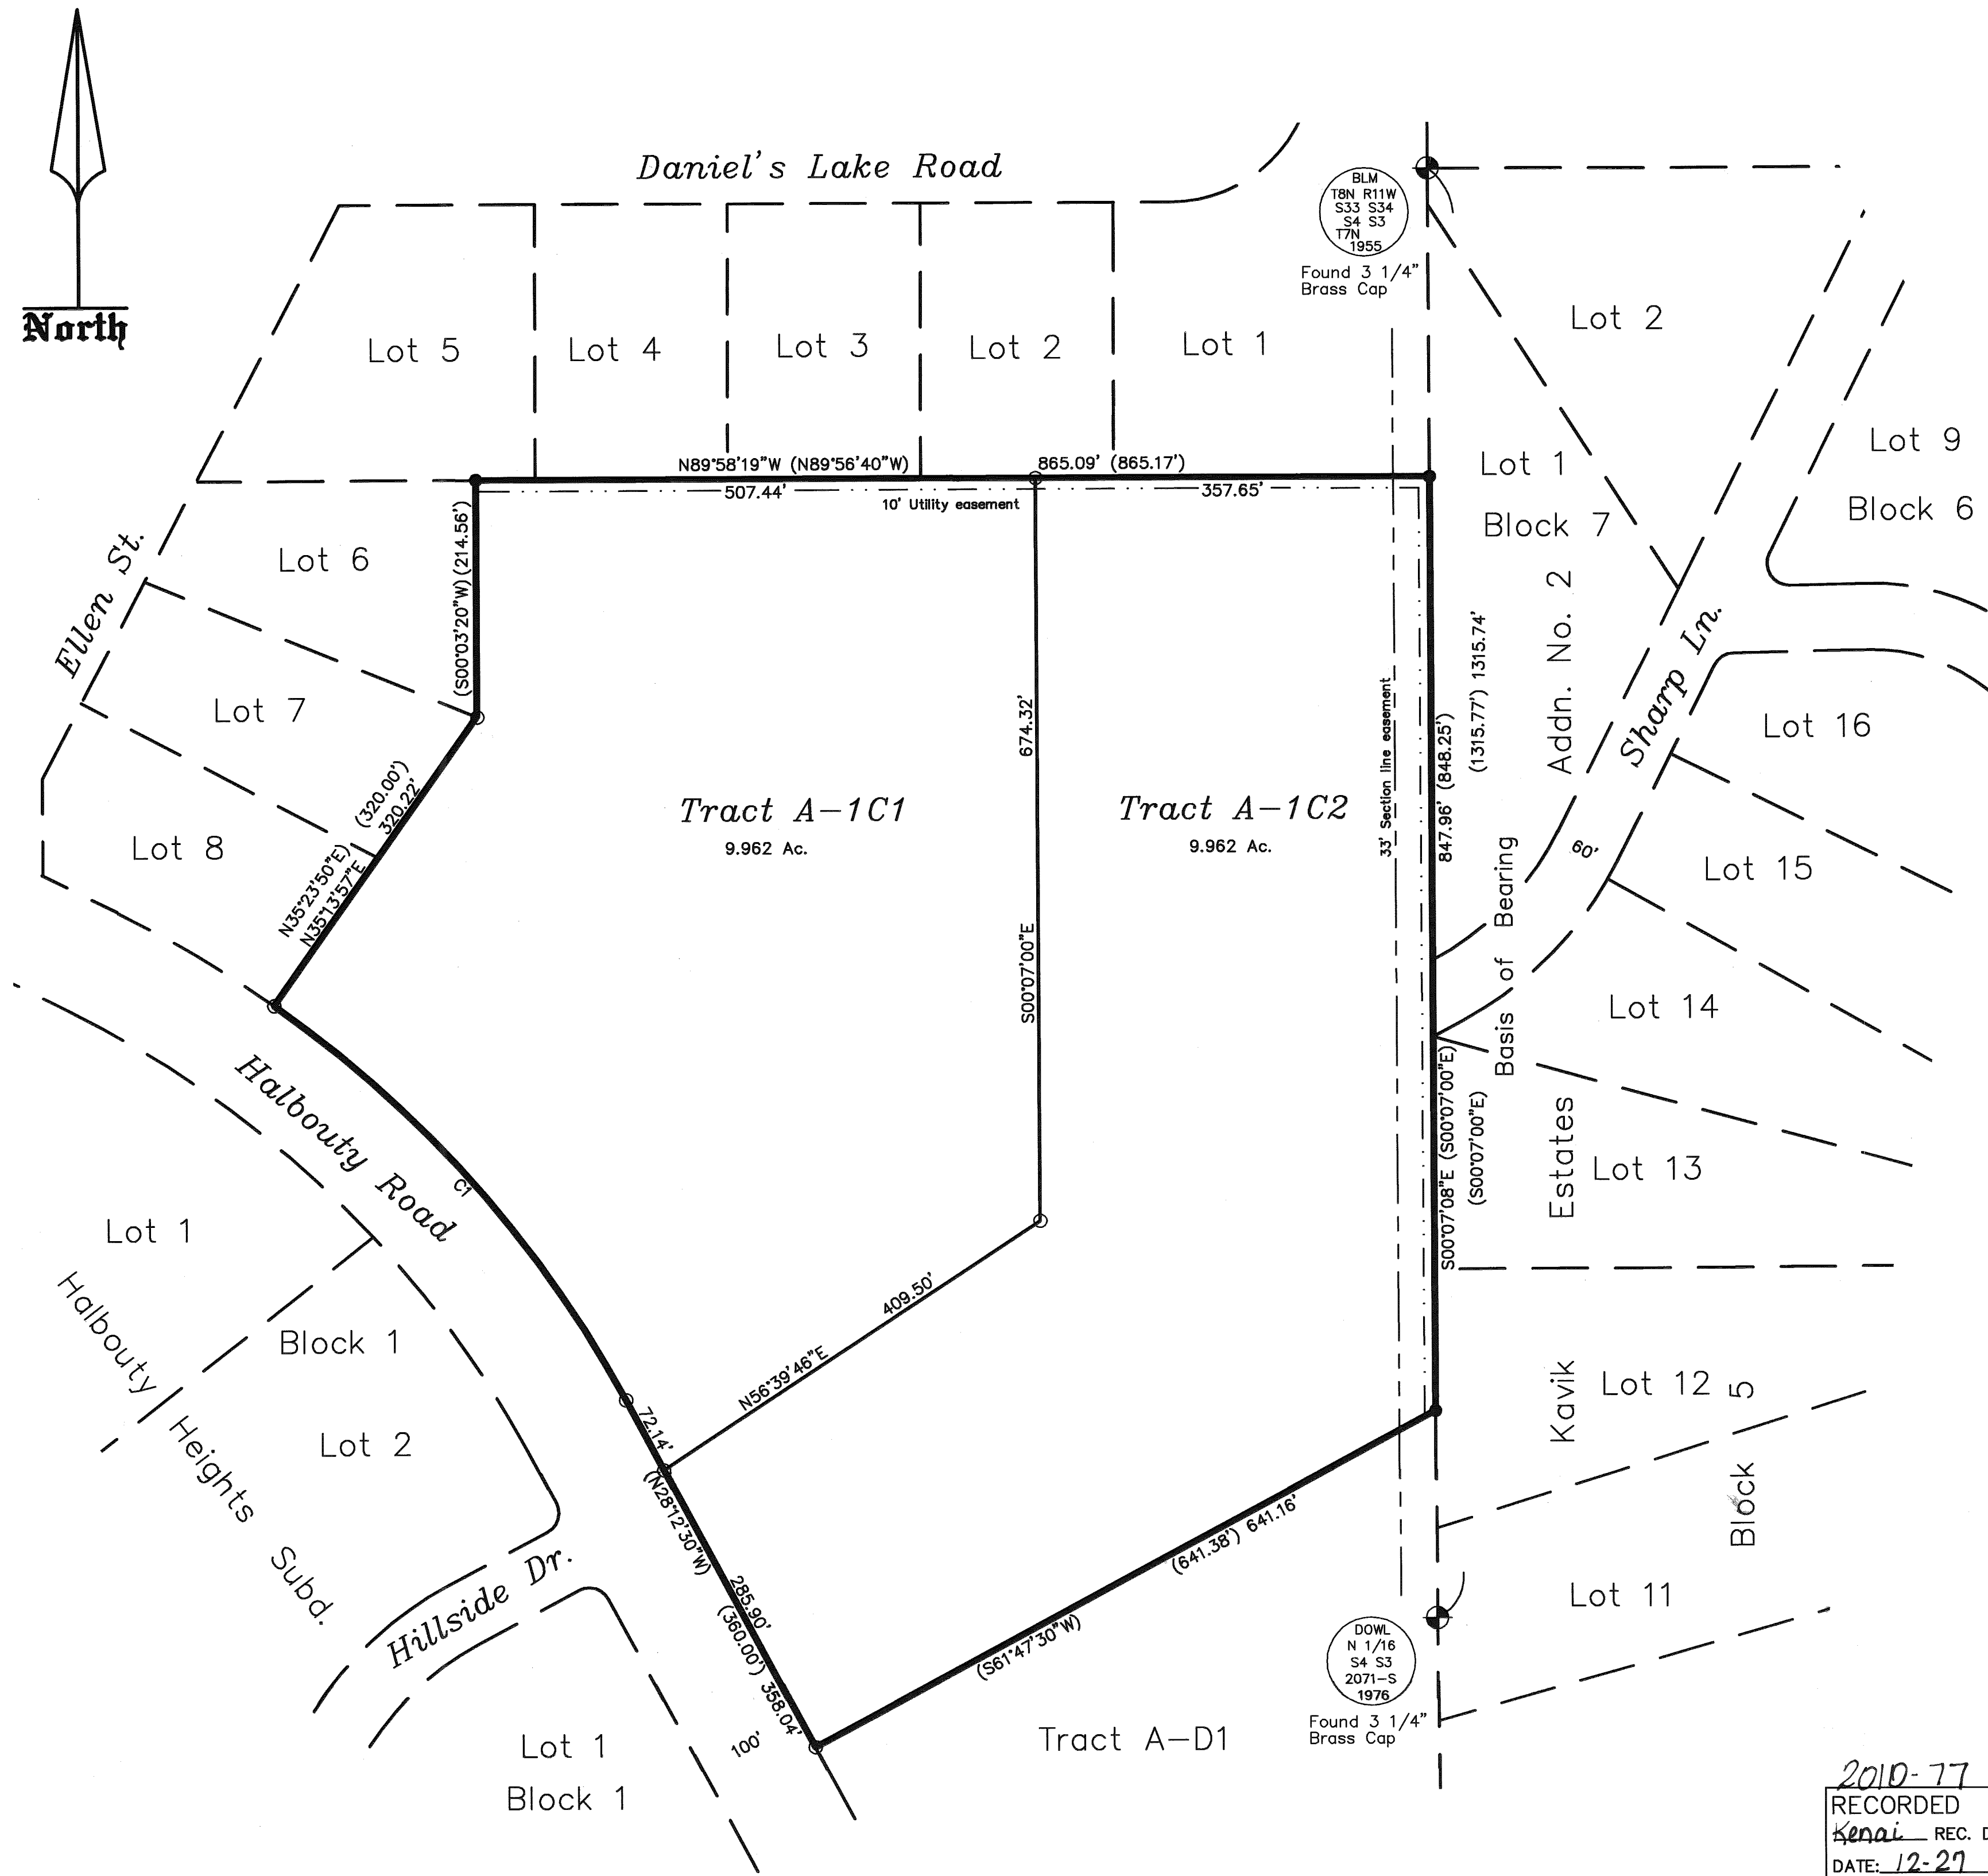 North
Daniel's Lake Road
BLM
T8N R11W
S33 S34
S4 S3
T7N
1955
Found 3 1/4"
Brass Cap
Lot 5
Lot 4
Lot 3
Lot 2
Lot 1
Lot 2
Lot 9
Block 6
Lot 1
Block 7
N89°58'19"W (N89°56'40"W)
865.09' (865.17')
507.44'
10' Utility easement
357.65'
(S00°03'20"W) (214.56')
Lot 6
Ellen St.
Lot 7
Lot 8
(320.00')
320.22'
N35°23'50"E)
N35°13'57"E
674.32'
S00°07'00"E
Tract A-1C1
9.962 Ac.
Tract A-1C2
9.962 Ac.
33' Section line easement
847.96' (848.25')
(1315.77') 1315.74'
S00°07'08"E (S00°07'00"E)
(S00°07'00"E)
Basis of Bearing
Kavik Estates Addn. No. 2
Sharp Ln.
60'
Lot 16
Lot 15
Lot 14
Lot 13
Lot 12
Block 5
Lot 11
Halbouty Road
C1
Lot 1
Block 1
Lot 2
Halbouty Heights Subd.
Hillside Dr.
409.50'
N56°39'46"E
72.14'
(N28°12'30"W)
285.90'
(360.00') 358.04'
100'
(641.38') 641.16'
(S61°47'30"W)
DOWL
N 1/16
S4 S3
2071-S
1976
Found 3 1/4"
Brass Cap
Tract A-D1
Lot 1
Block 1
2010-77
RECORDED
Kenai REC. D
DATE: 12-27